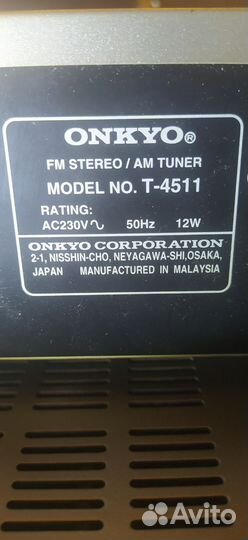 ONKYO®
FM STEREO / AM TUNER
MODEL NO. T-4511
RATING:
AC230V∿ 50Hz 12W
ONKYO CORPORATION
2-1, NISSHIN-CHO, NEYAGAWA-SHI, OSAKA,
JAPAN MANUFACTURED IN MALAYSIA
Avito